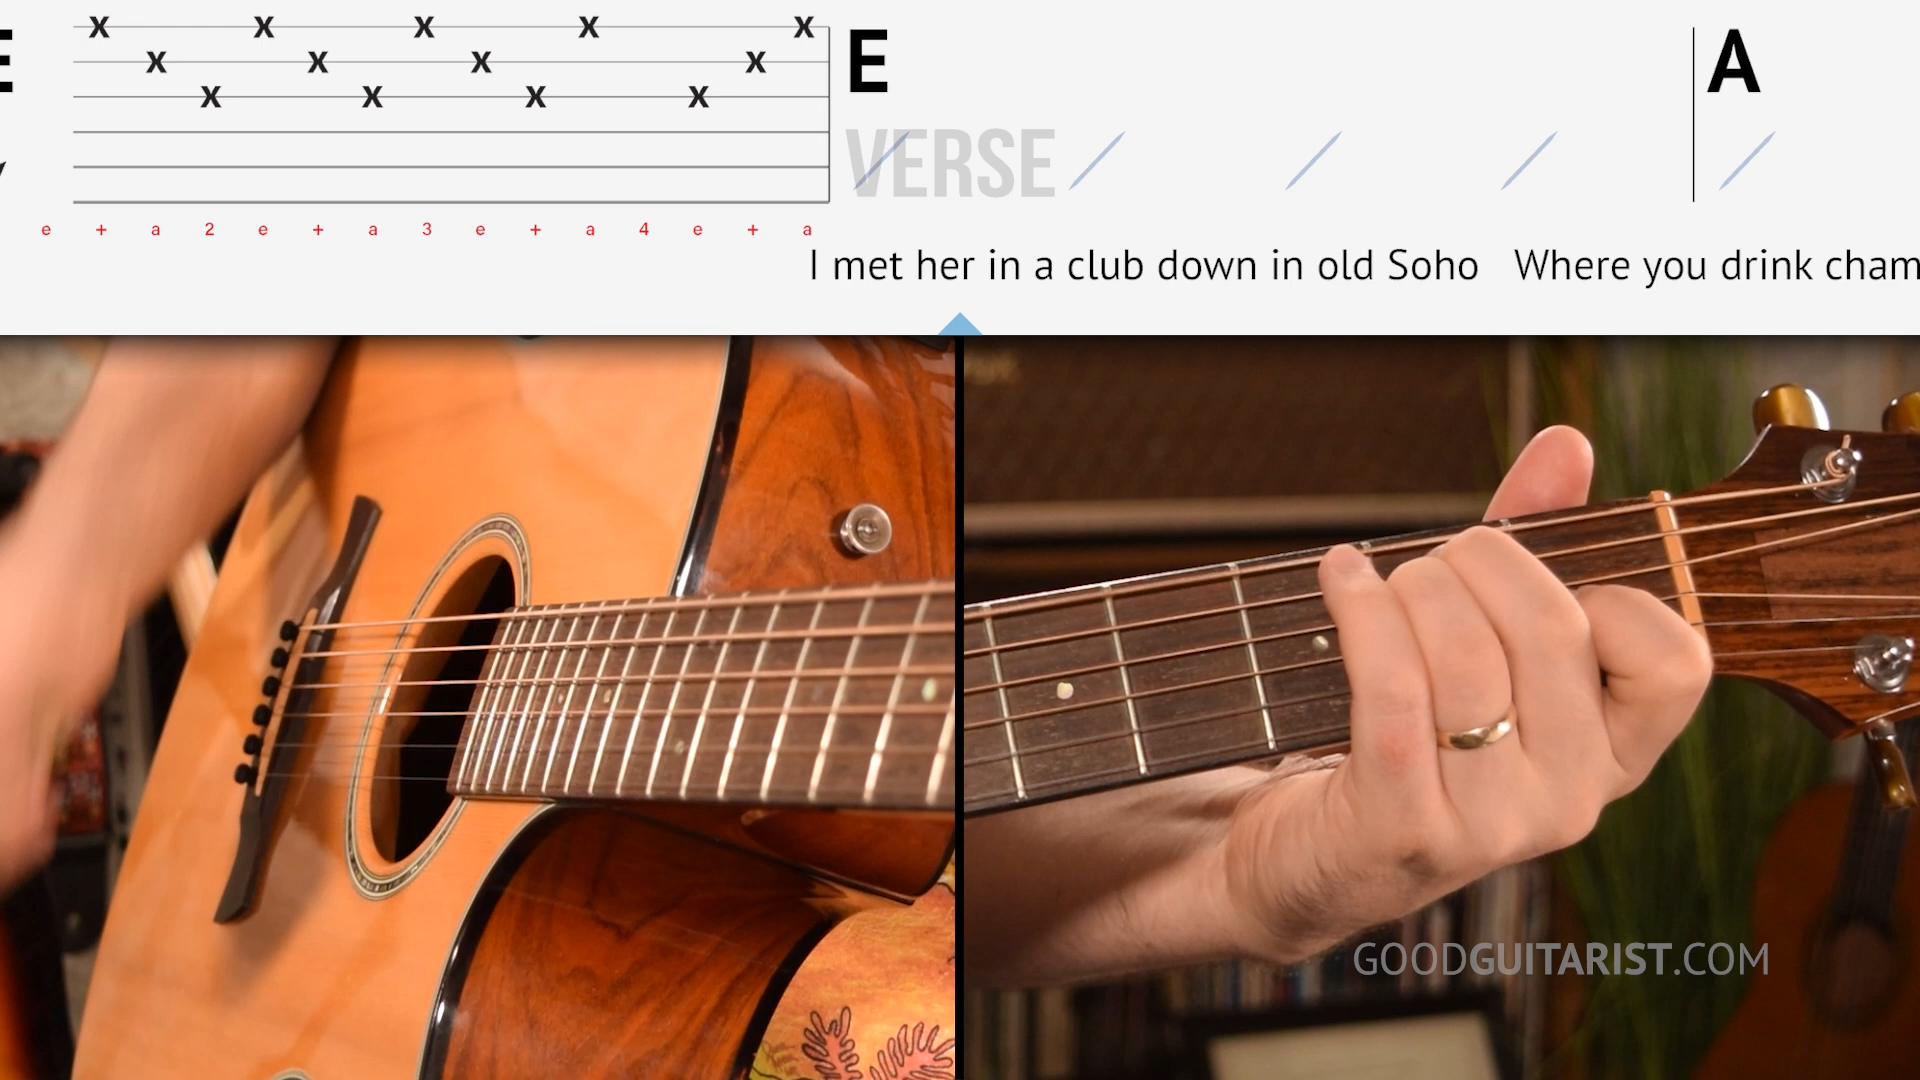 E
X X X X X
X X X X
X X X X
E
A
VERSE
e + a 2 e + a 3 e + a 4 e + a
I met her in a club down in old Soho Where you drink cham
GOODGUITARIST.COM